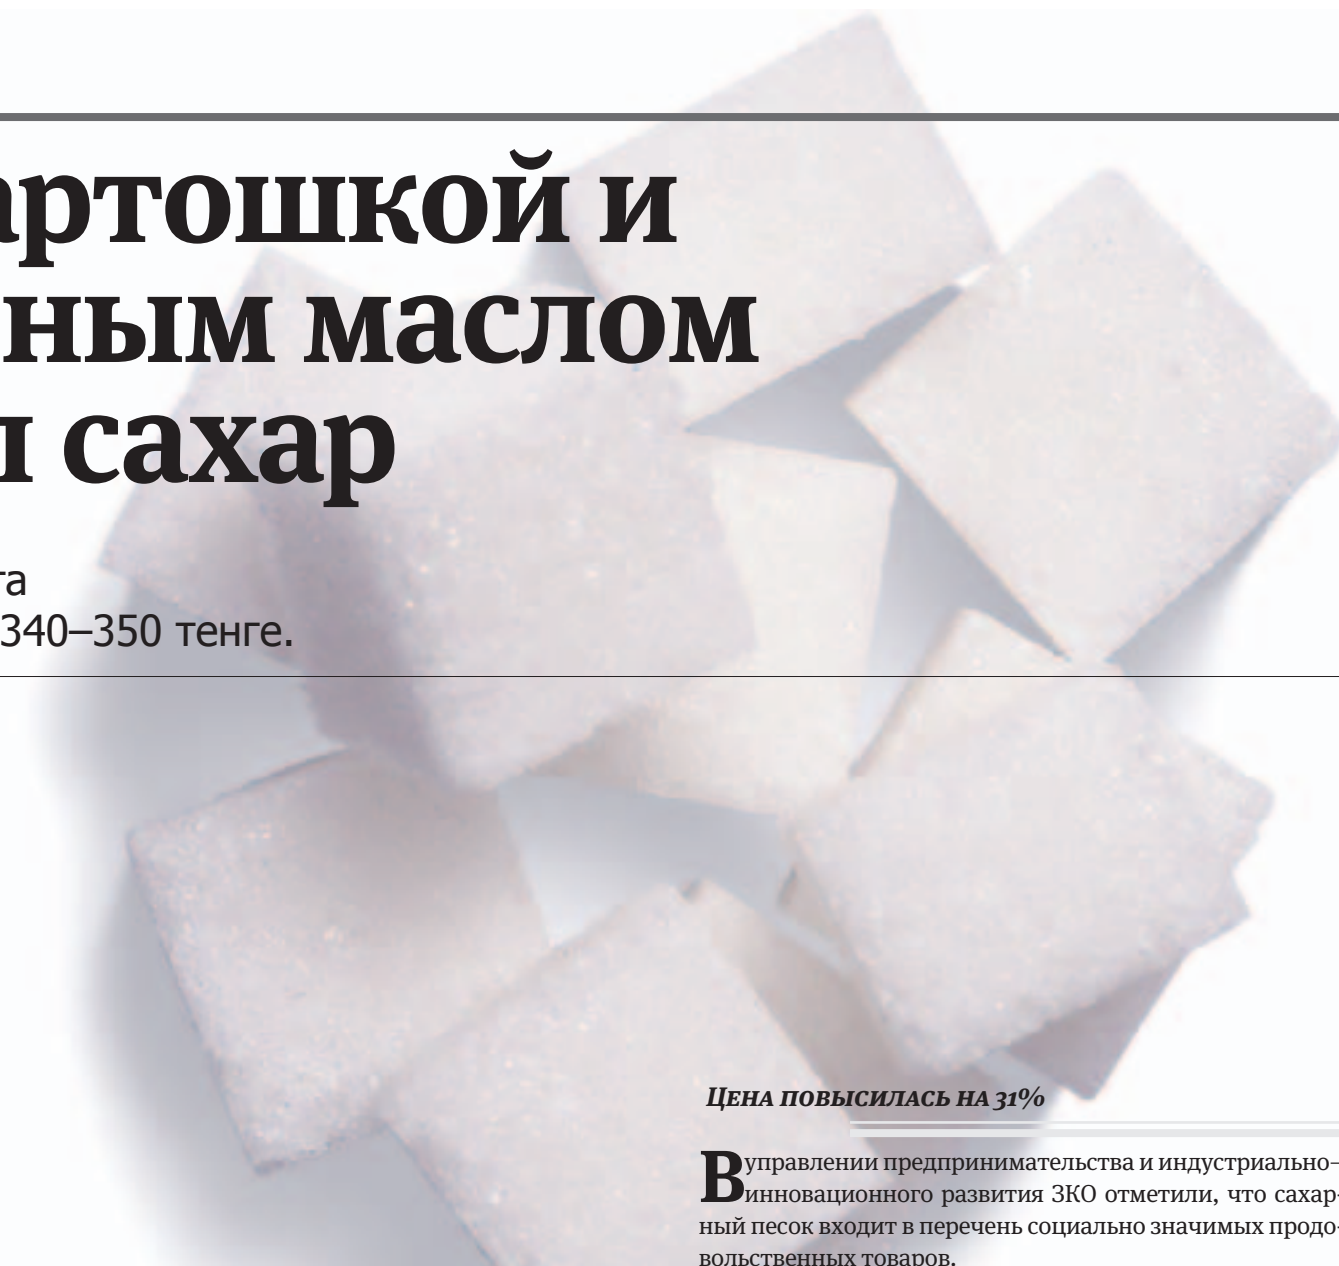 артошкой и
ным маслом
сахар
та
340–350 тенге.
Цена повысилась на 31%
В управлении предпринимательства и индустриально-
инновационного развития ЗКО отметили, что сахар-
ный песок входит в перечень социально значимых продо-
вольственных товаров.